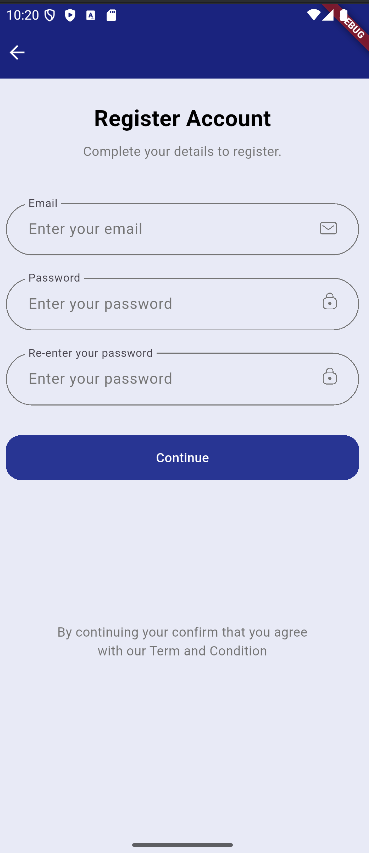 10:20
DEBUG
Register Account
Complete your details to register.
Email
Enter your email
Password
Enter your password
Re-enter your password
Enter your password
Continue
By continuing your confirm that you agree
with our Term and Condition